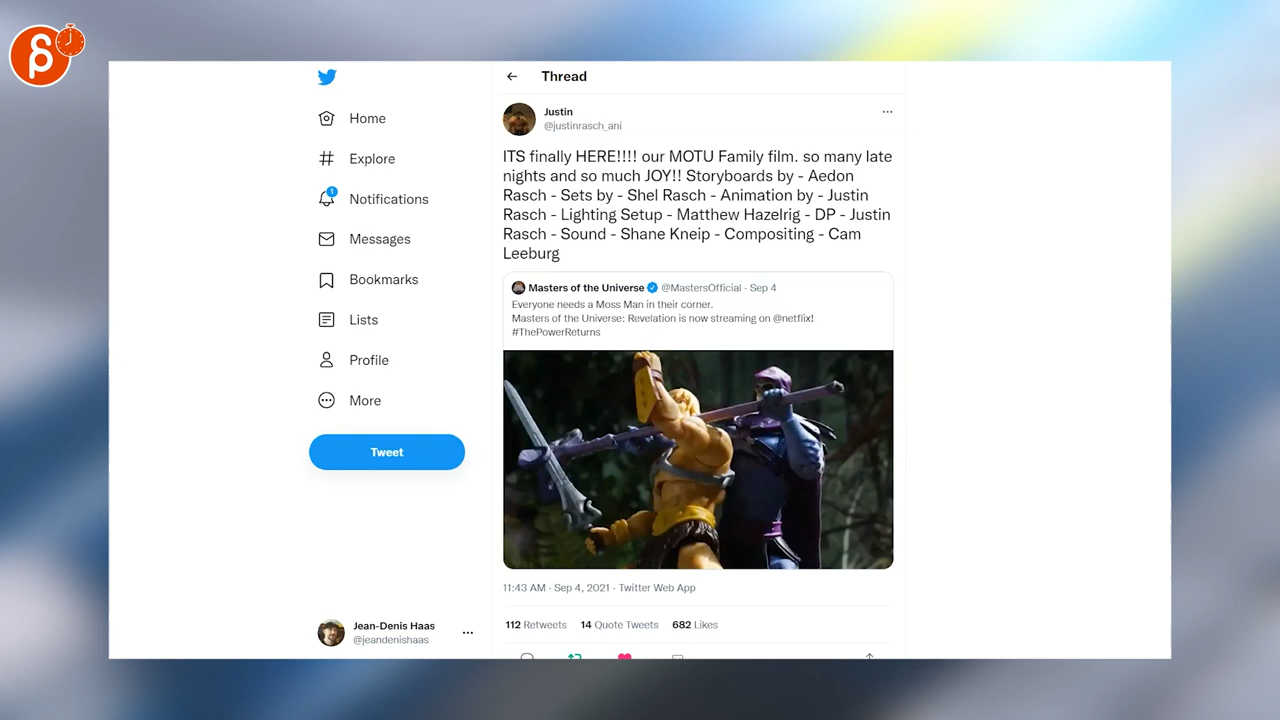 Thread
Justin
@justinrasch_ani
ITS finally HERE!!!! our MOTU Family film. so many late
nights and so much JOY!! Storyboards by - Aedon
Rasch - Sets by - Shel Rasch - Animation by - Justin
Rasch - Lighting Setup - Matthew Hazelrig - DP - Justin
Rasch - Sound - Shane Kneip - Compositing - Cam
Leeburg
Masters of the Universe @MastersOfficial · Sep 4
Everyone needs a Moss Man in their corner.
Masters of the Universe: Revelation is now streaming on @netflix!
#ThePowerReturns
11:43 AM · Sep 4, 2021 · Twitter Web App
112 Retweets 14 Quote Tweets 682 Likes
Home
Explore
1
Notifications
Messages
Bookmarks
Lists
Profile
More
Tweet
Jean-Denis Haas
@jeandenishaas